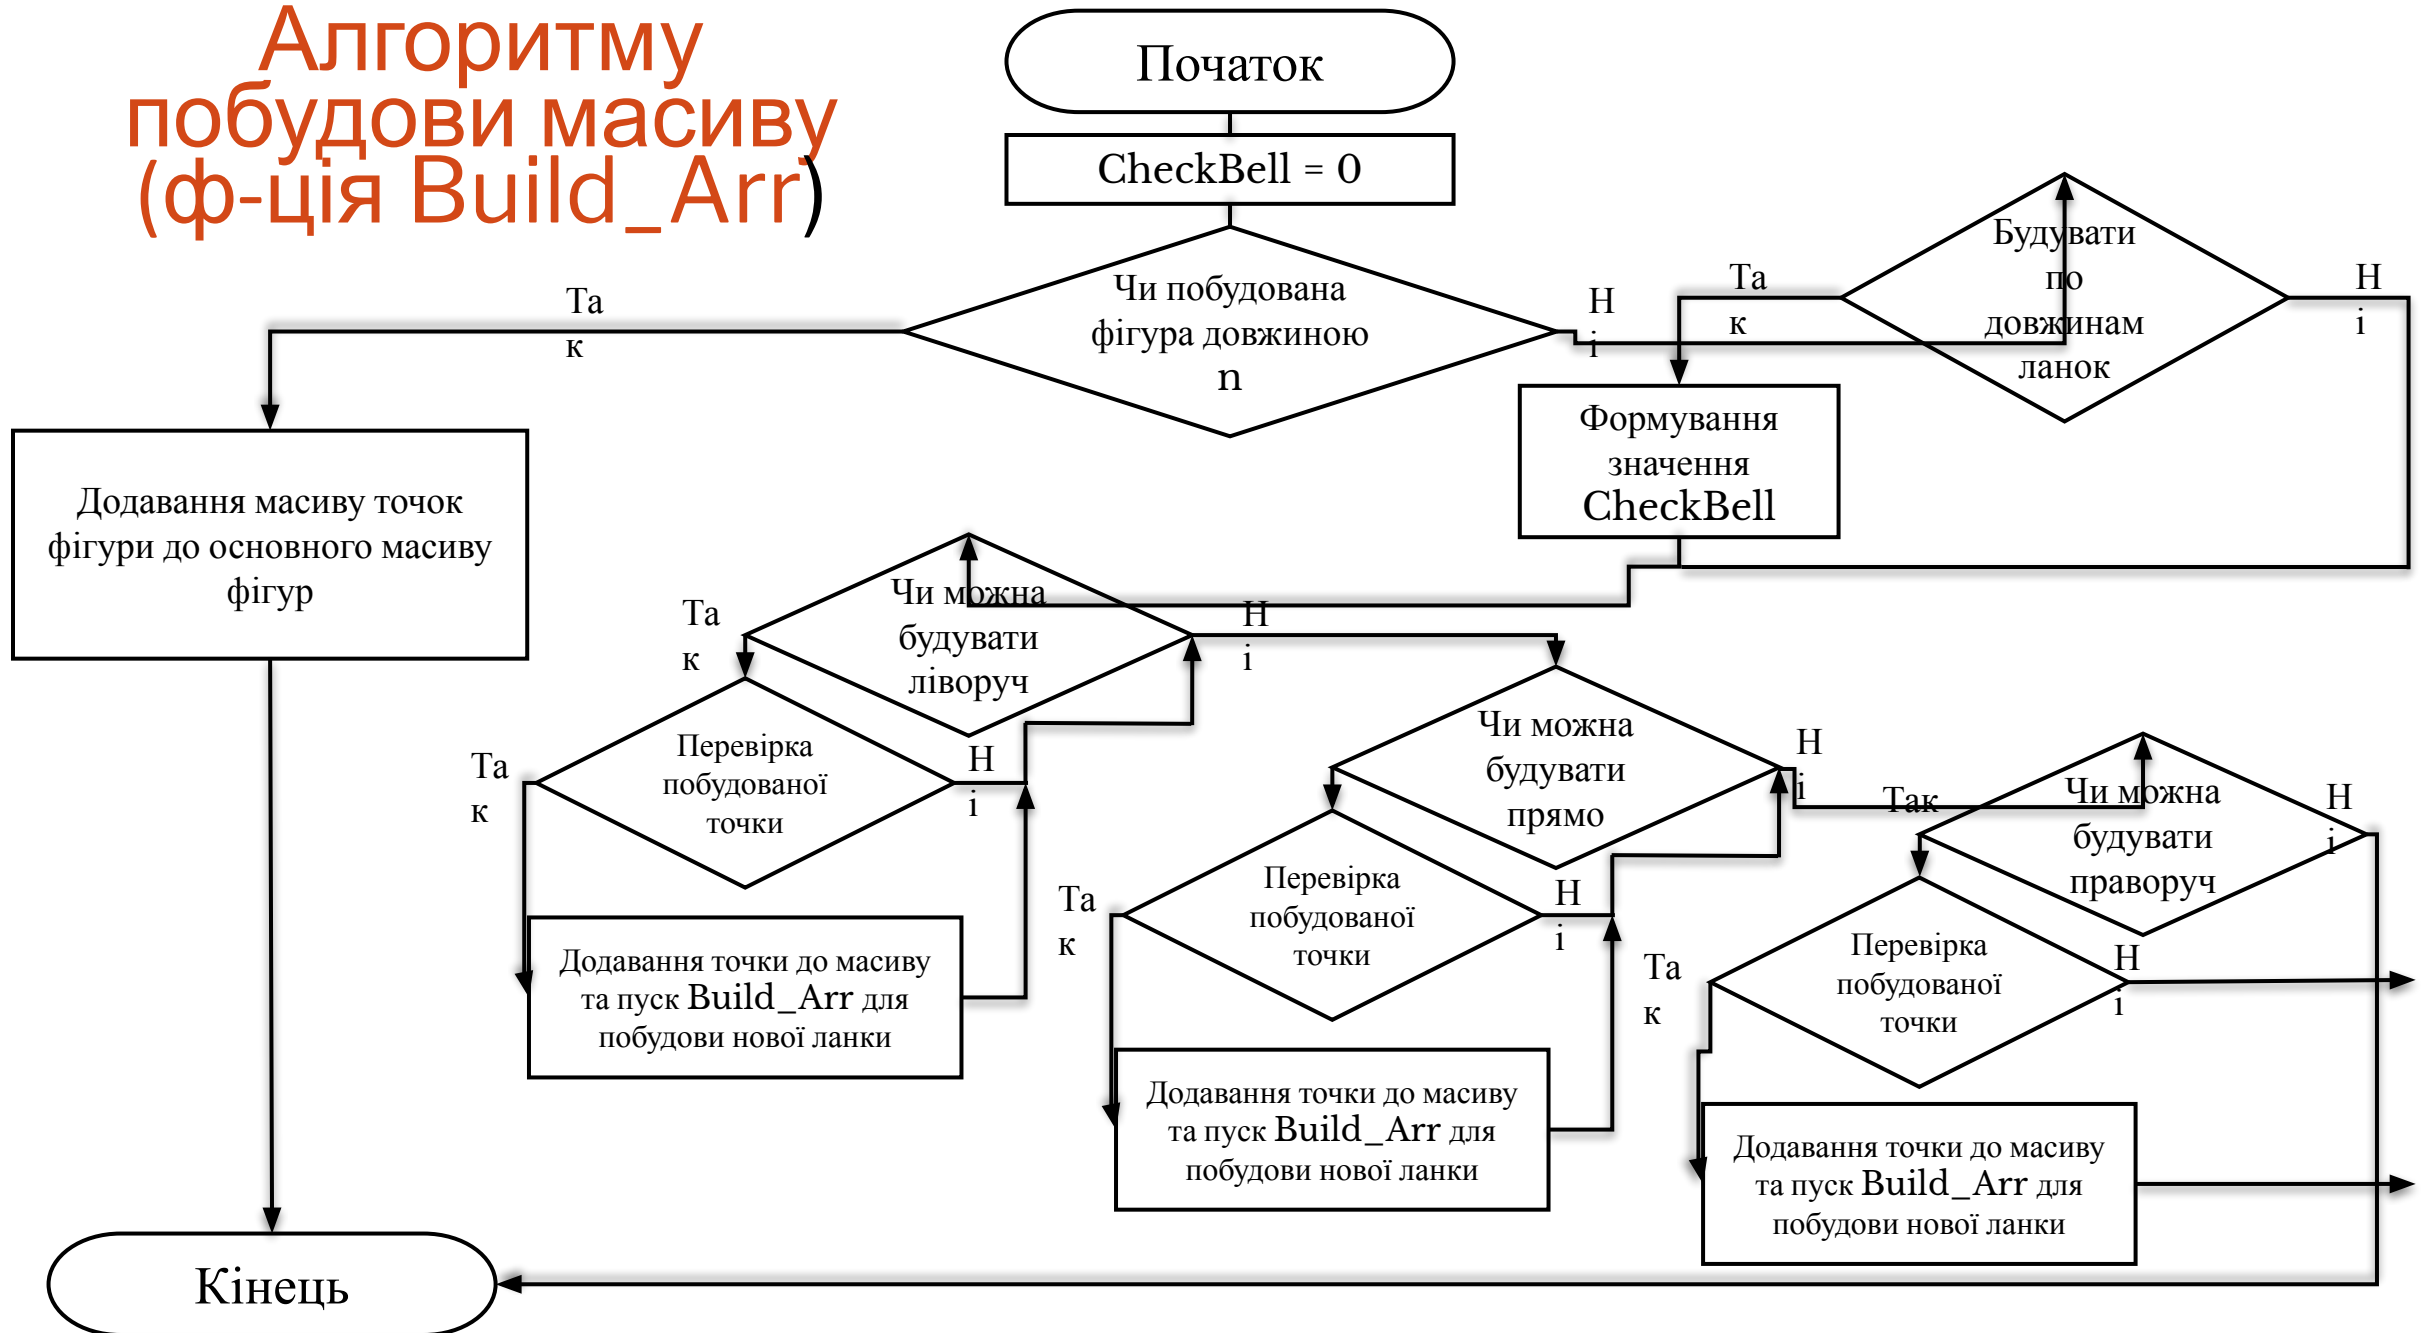 Алгоритму
побудови масиву
(ф-ція Build_Arr)
Початок
CheckBell = 0
Чи побудована
фігура довжиною
n
Та
к
Н
і
Будувати
по
довжинам
ланок
Та
к
Н
і
Формування
значення
CheckBell
Додавання масиву точок
фігури до основного масиву
фігур
Чи можна
будувати
ліворуч
Та
к
Н
і
Перевірка
побудованої
точки
Та
к
Н
і
Додавання точки до масиву
та пуск Build_Arr для
побудови нової ланки
Чи можна
будувати
прямо
Н
і
Перевірка
побудованої
точки
Та
к
Н
і
Додавання точки до масиву
та пуск Build_Arr для
побудови нової ланки
Чи можна
будувати
праворуч
Так
Н
і
Перевірка
побудованої
точки
Та
к
Н
і
Додавання точки до масиву
та пуск Build_Arr для
побудови нової ланки
Кінець